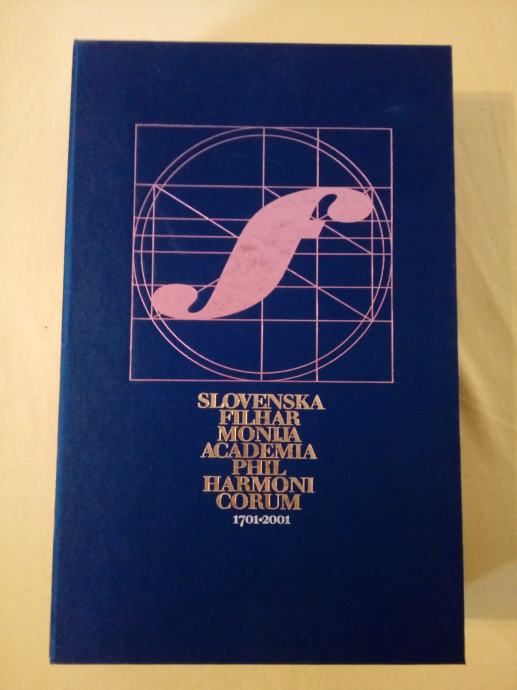 SLOVENSKA
FILHAR
MONIJA
ACADEMIA
PHIL
HARMONI
CORUM
1701•2001